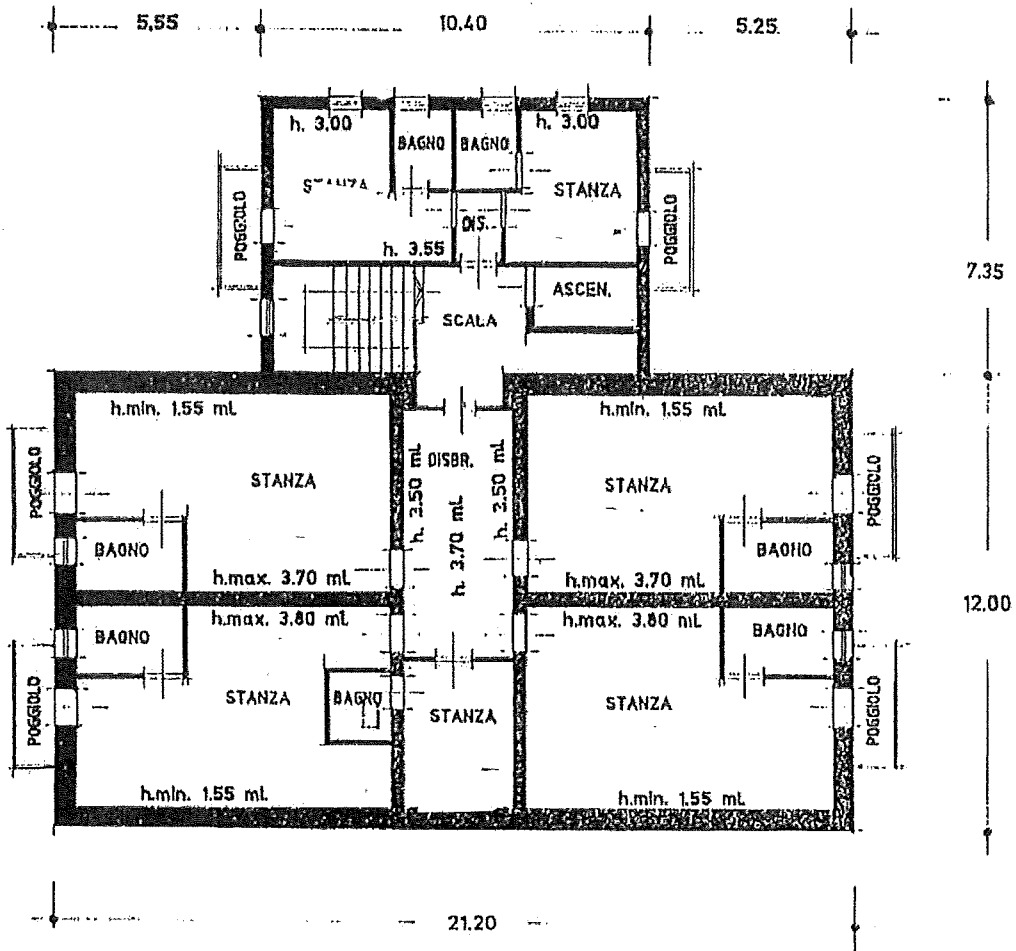 5,55
10.40
5.25
h. 3.00
h. 3.00
BAGNO
BAGNO
STANZA
STANZA
POGGIOLO
POGGIOLO
DIS.
h. 3.55
7.35
ASCEN.
SCALA
h.min. 1.55 ml.
h.min. 1.55 ml
POGGIOLO
STANZA
h. 2.50 ml
DISBR.
h. 3.70 ml
h. 2.50 ml
STANZA
POGGIOLO
BAGNO
BAGNO
h.max. 3.70 ml
h.max. 3.70 ml
12.00
h.max. 3.80 ml
h.max. 3.80 ml
BAGNO
BAGNO
POGGIOLO
STANZA
BAGNO
STANZA
STANZA
POGGIOLO
h.min. 1.55 ml
h.min. 1.55 ml
21.20